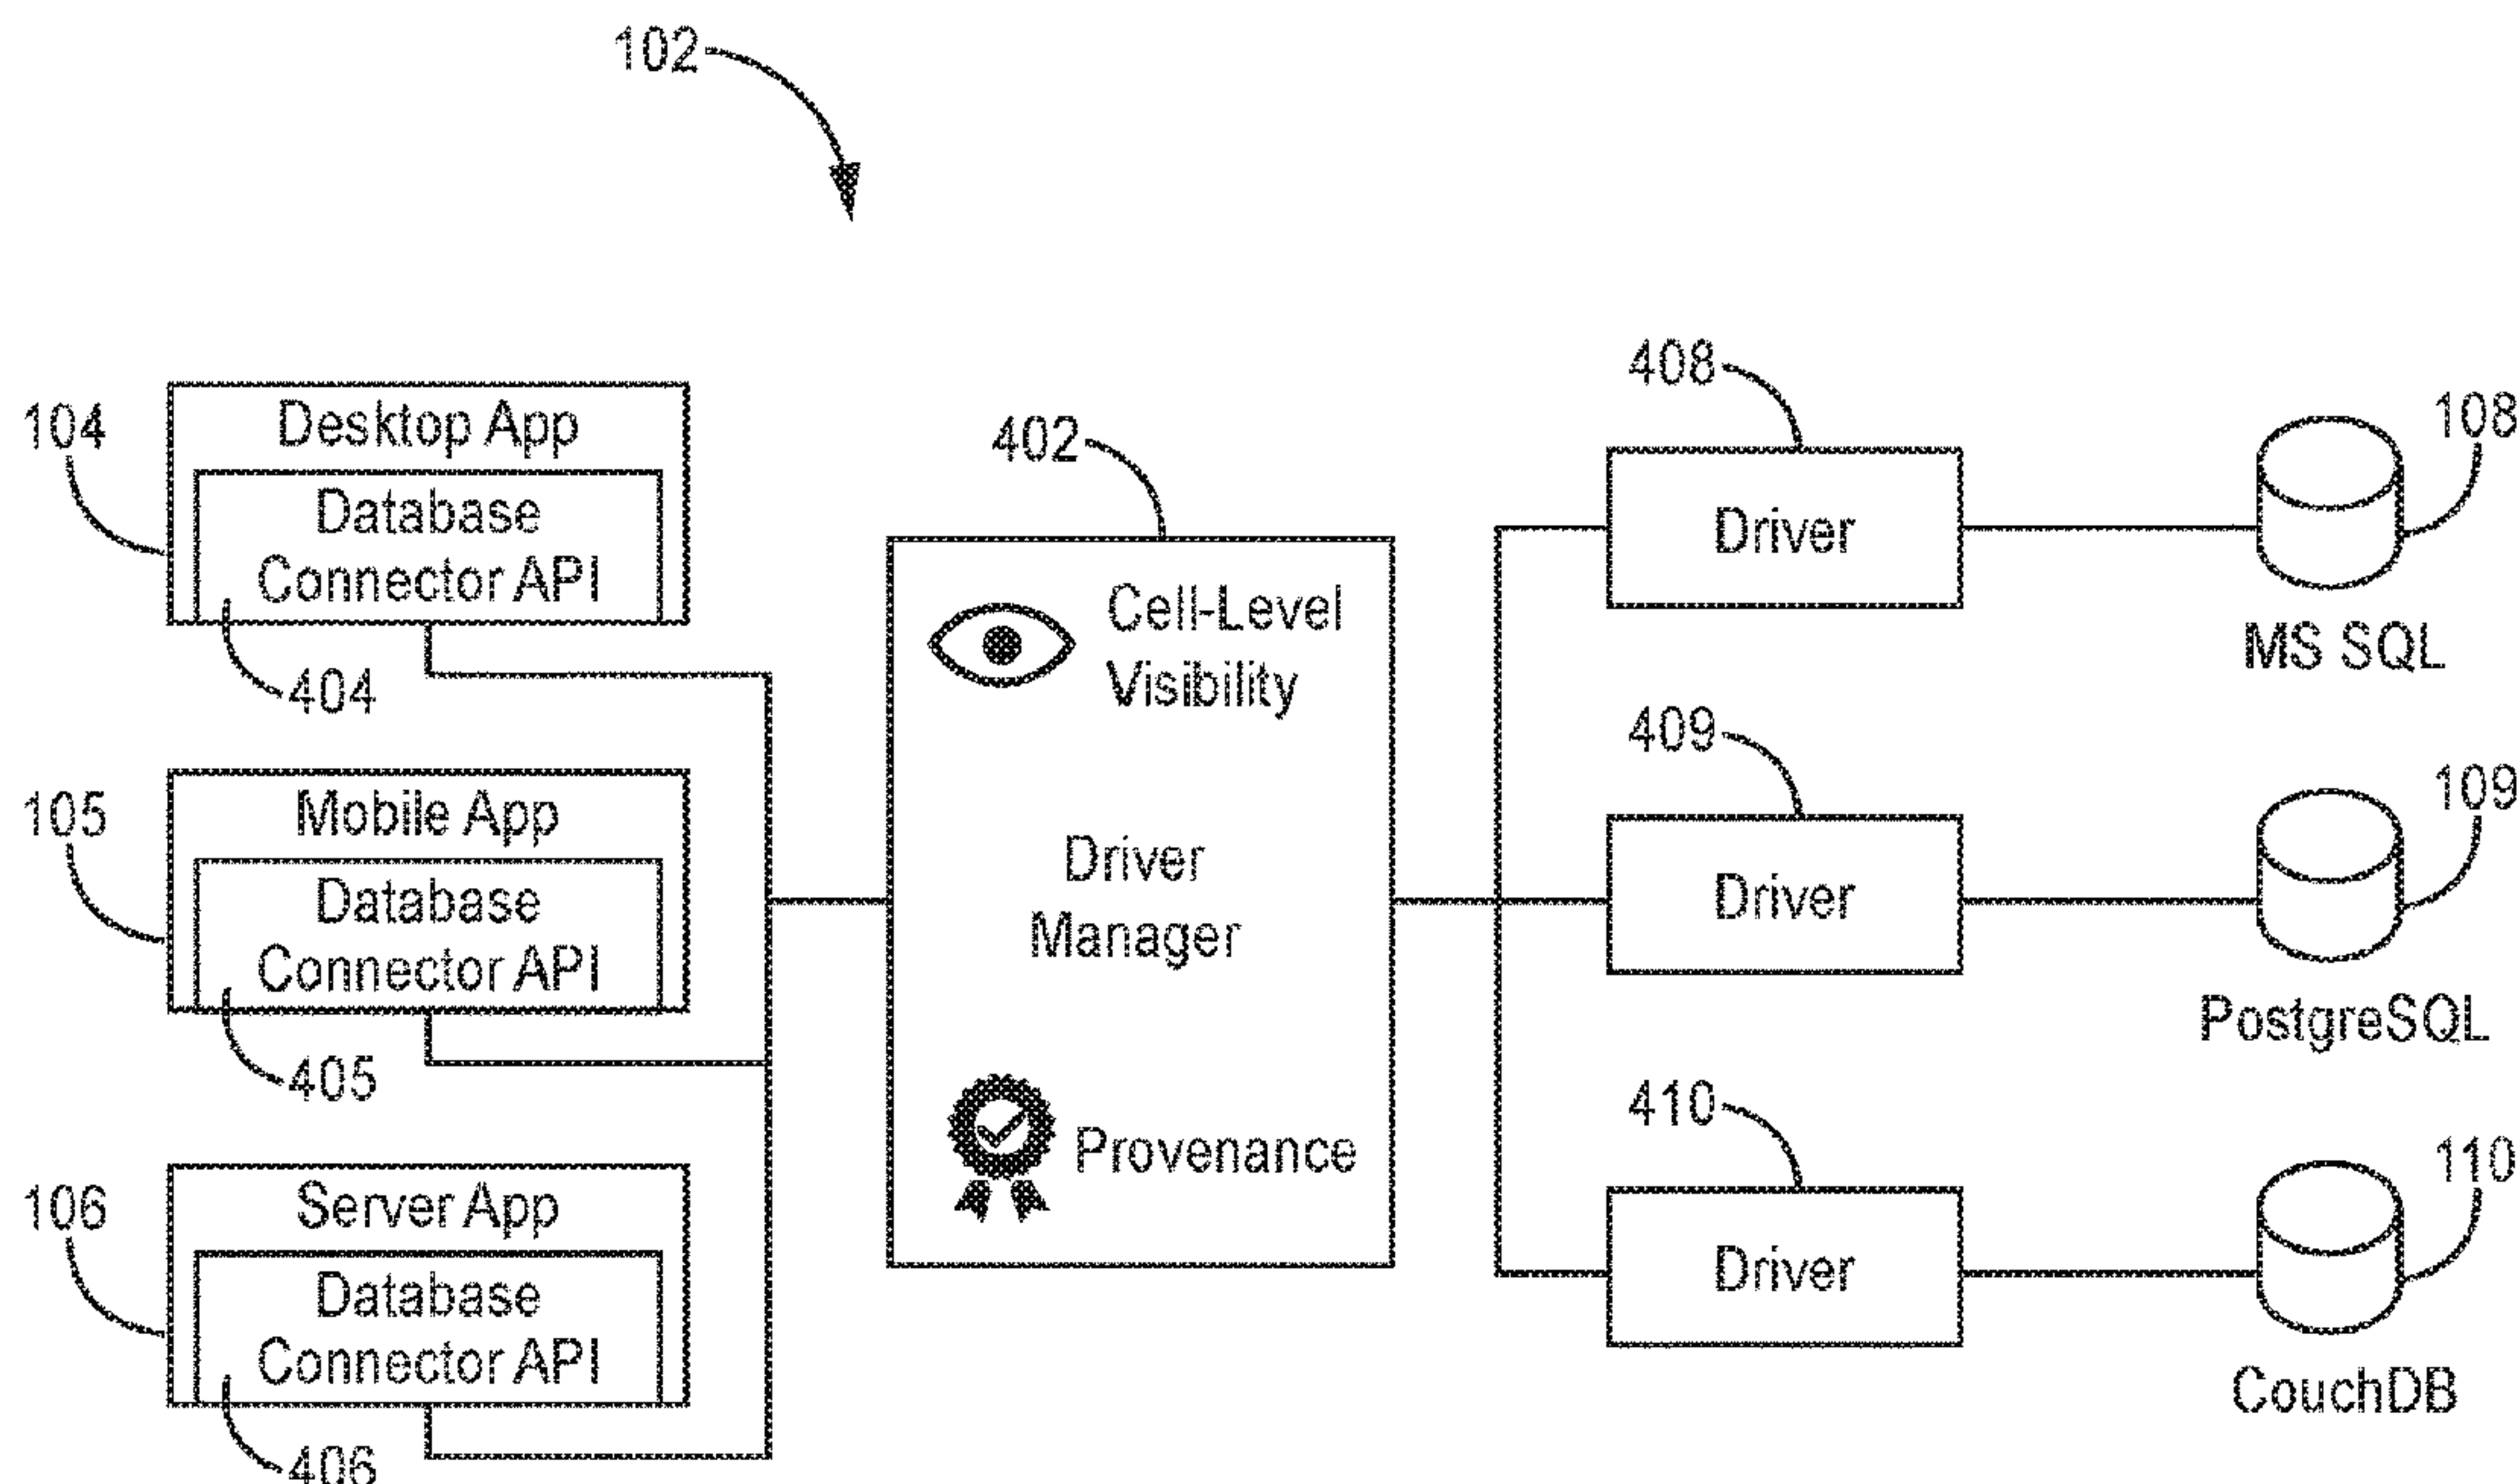 102
104
Desktop App
Database
Connector API
404
105
Mobile App
Database
Connector API
405
106
Server App
Database
Connector API
406
402
Cell-Level
Visibility
Driver
Manager
Provenance
408
Driver
108
MS SQL
409
Driver
109
PostgreSQL
410
Driver
110
CouchDB